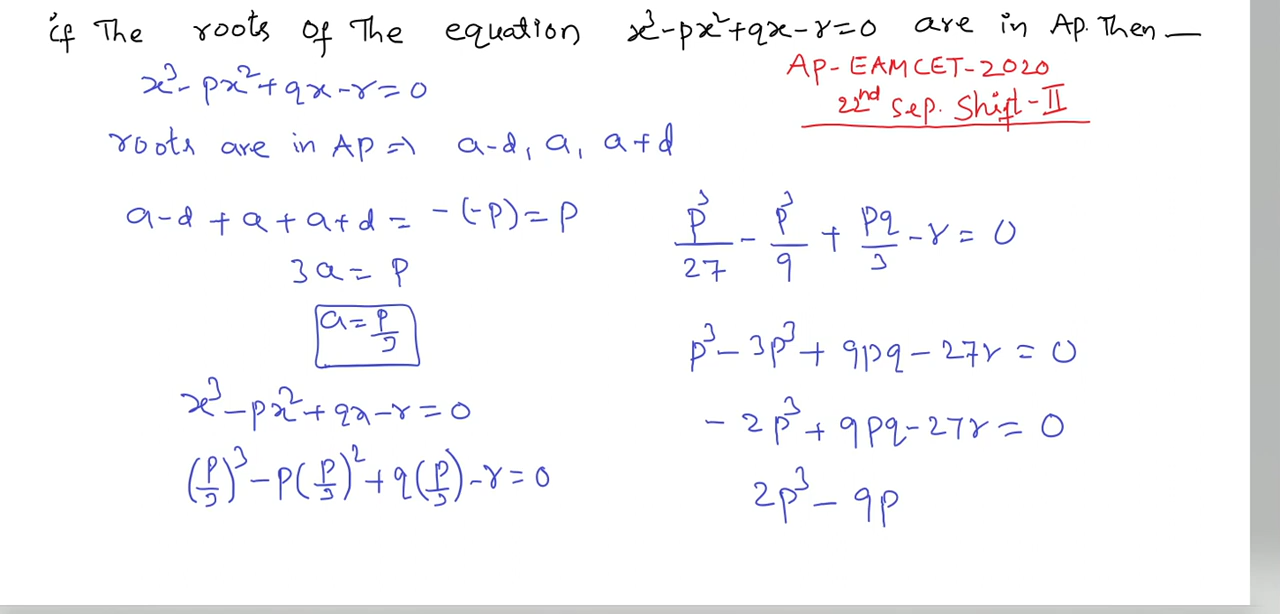 if The roots of The equation x³-px²+qx-r=0 are in Ap. Then —
Ap-EAMCET-2020
22nd Sep. Shift-II
x³-px²+qx-r=0
roots are in AP ⇒ a-d, a, a+d
a-d+a+a+d = -(-p) = p
3a = p
a = p/3
x³-px²+qx-r=0
(p/3)³-p(p/3)²+q(p/3)-r=0
p³/27 - p³/9 + pq/3 - r = 0
p³-3p³+9pq-27r=0
-2p³+9pq-27r=0
2p³-9p